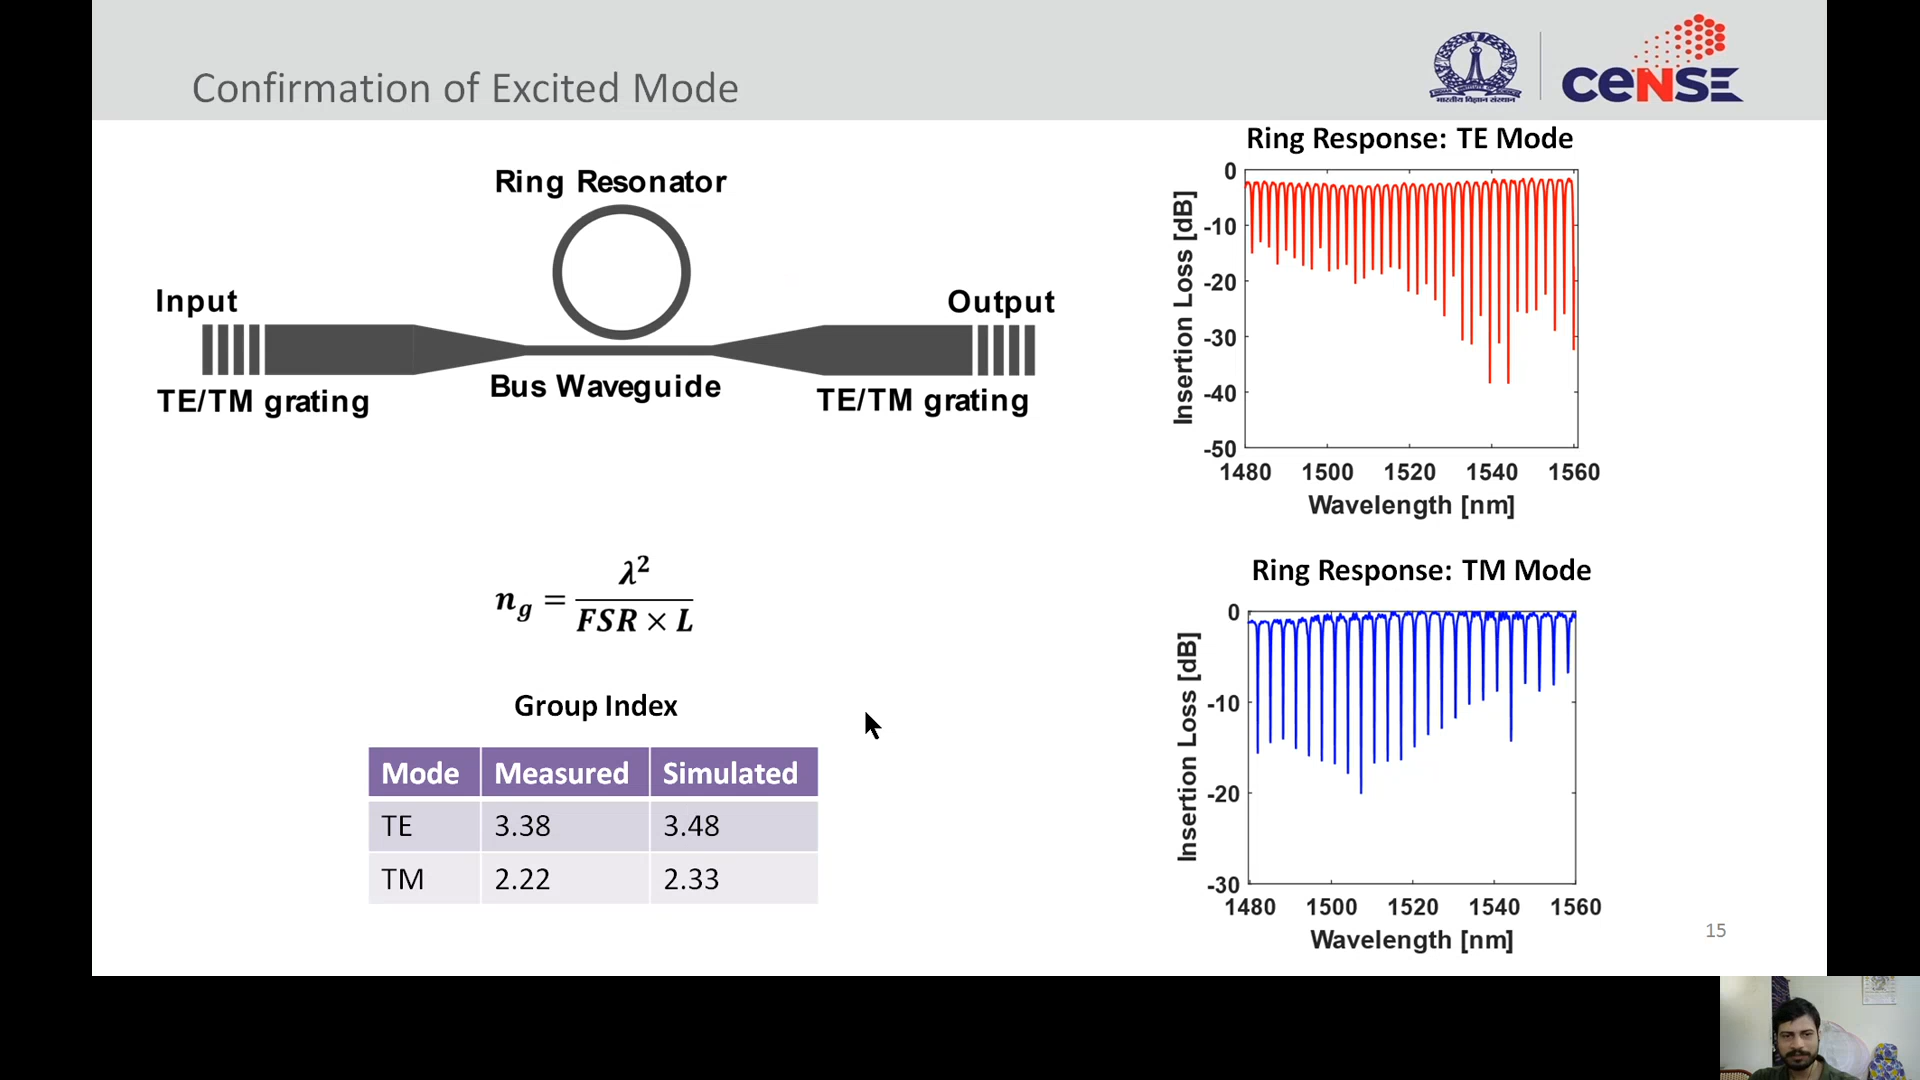 Confirmation of Excited Mode
भारतीय विज्ञान संस्थान
CeNSE
Ring Resonator
Input
Output
TE/TM grating
Bus Waveguide
TE/TM grating
n_g = λ² / (FSR × L)
Group Index
Mode Measured Simulated
TE 3.38 3.48
TM 2.22 2.33
Ring Response: TE Mode
Insertion Loss [dB]
0
-10
-20
-30
-40
-50
1480 1500 1520 1540 1560
Wavelength [nm]
Ring Response: TM Mode
Insertion Loss [dB]
0
-10
-20
-30
1480 1500 1520 1540 1560
Wavelength [nm]
15